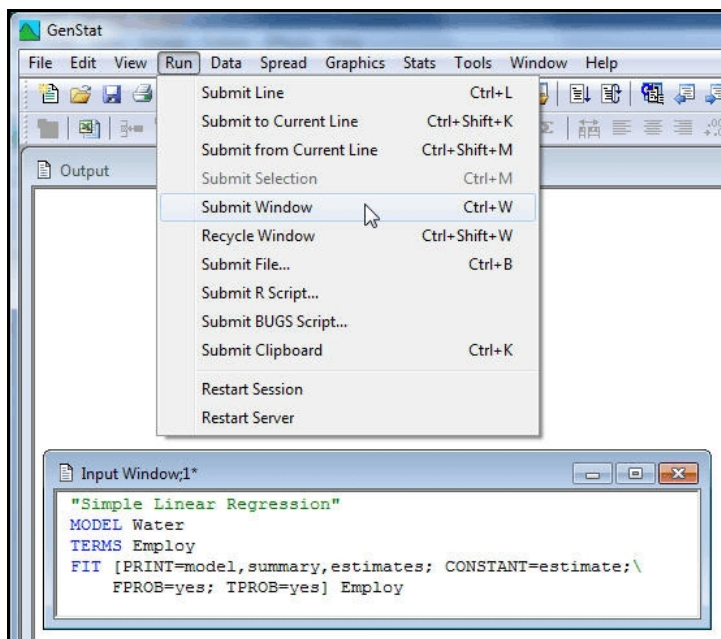 GenStat
File Edit View Run Data Spread Graphics Stats Tools Window Help
Submit Line Ctrl+L
Submit to Current Line Ctrl+Shift+K
Submit from Current Line Ctrl+Shift+M
Submit Selection Ctrl+M
Submit Window Ctrl+W
Recycle Window Ctrl+Shift+W
Submit File... Ctrl+B
Submit R Script...
Submit BUGS Script...
Submit Clipboard Ctrl+K
Restart Session
Restart Server
Output
Input Window;1*
"Simple Linear Regression"
MODEL Water
TERMS Employ
FIT [PRINT=model,summary,estimates; CONSTANT=estimate;\
FPROB=yes; TPROB=yes] Employ